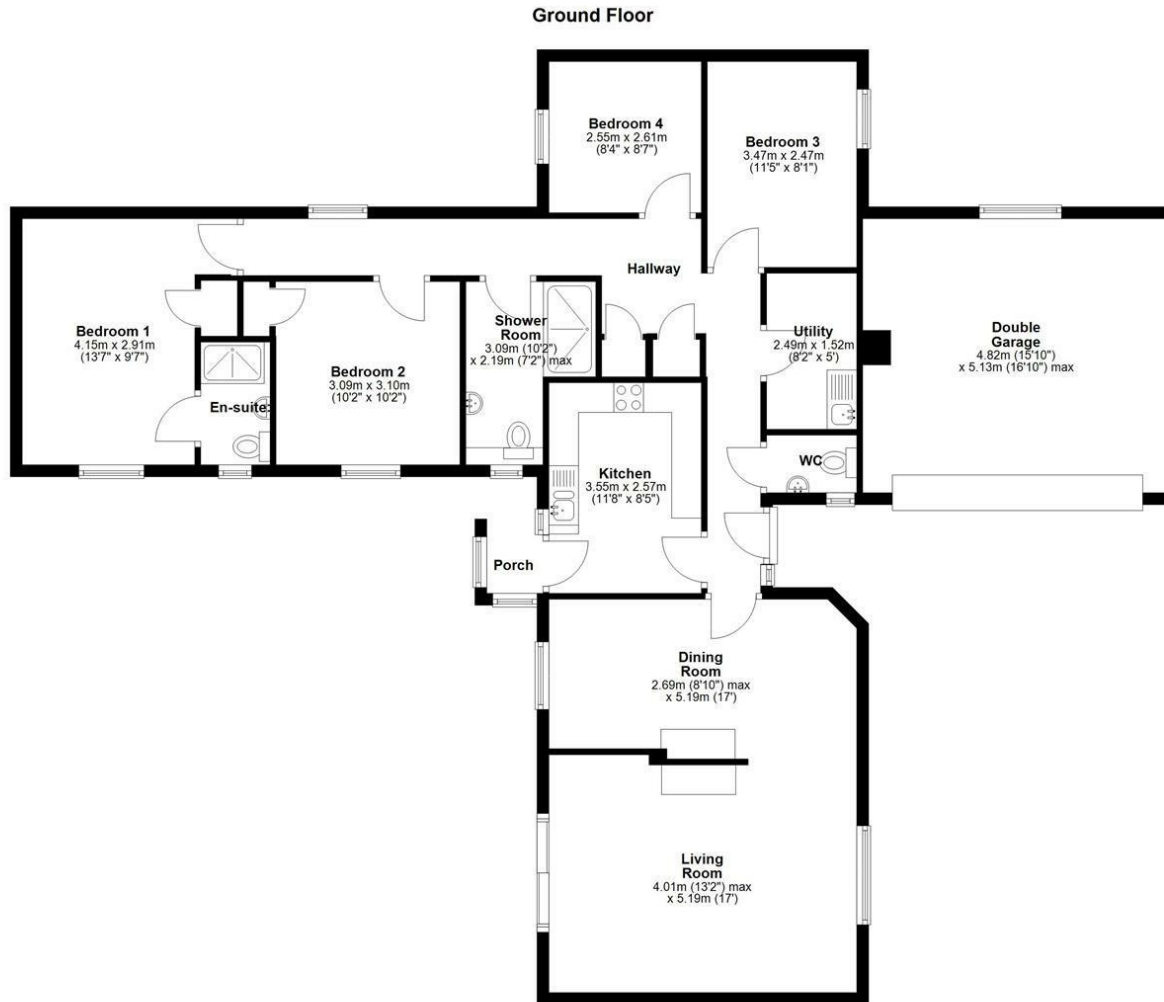 Ground Floor
Bedroom 4
2.55m x 2.61m
(8'4" x 8'7")
Bedroom 3
3.47m x 2.47m
(11'5" x 8'1")
Hallway
Bedroom 1
4.15m x 2.91m
(13'7" x 9'7")
En-suite
Bedroom 2
3.09m x 3.10m
(10'2" x 10'2")
Shower
Room
3.09m (10'2")
x 2.19m (7'2") max
Utility
2.49m x 1.52m
(8'2" x 5')
Double
Garage
4.82m (15'10")
x 5.13m (16'10") max
WC
Kitchen
3.55m x 2.57m
(11'8" x 8'5")
Porch
Dining
Room
2.69m (8'10") max
x 5.19m (17')
Living
Room
4.01m (13'2") max
x 5.19m (17')